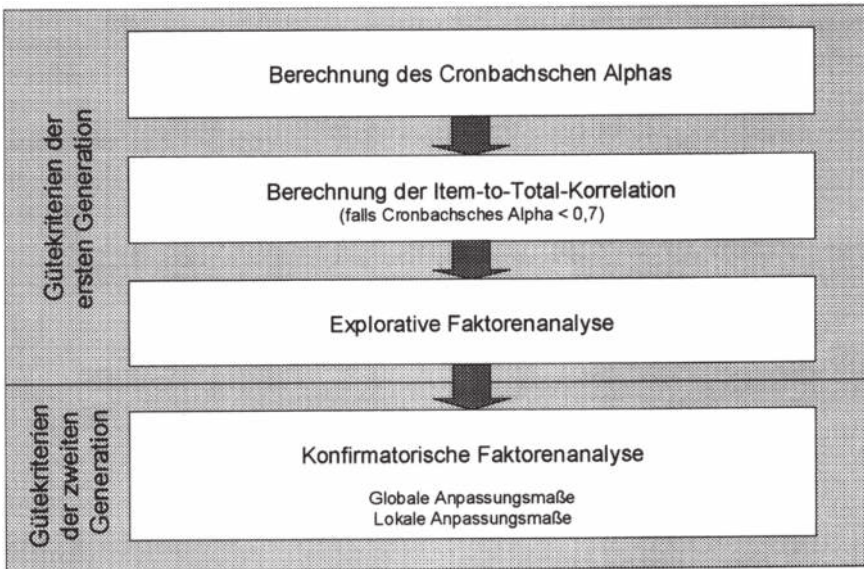 Gütekriterien der
ersten Generation
Berechnung des Cronbachschen Alphas
Berechnung der Item-to-Total-Korrelation
(falls Cronbachsches Alpha < 0,7)
Explorative Faktorenanalyse
Gütekriterien
der zweiten
Generation
Konfirmatorische Faktorenanalyse
Globale Anpassungsmaße
Lokale Anpassungsmaße